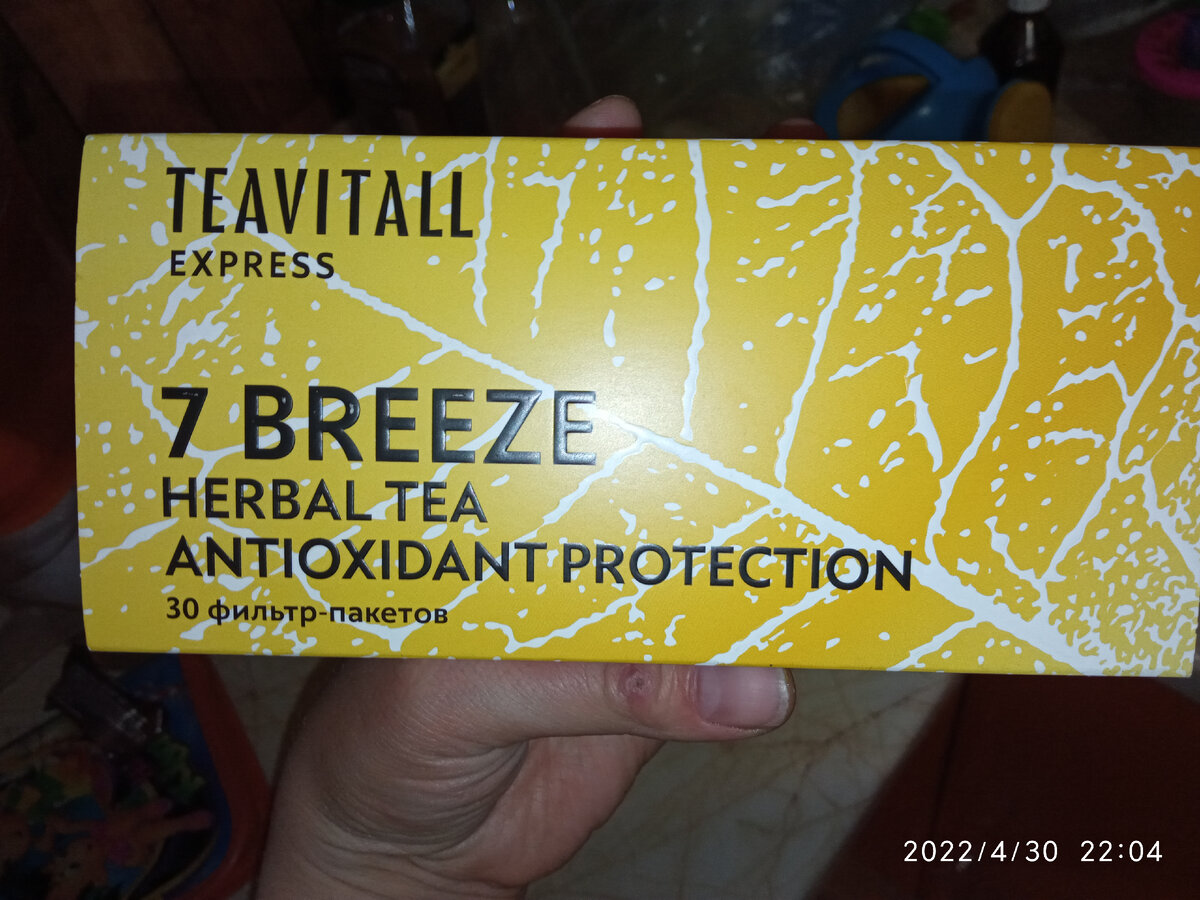 TEAVITALL
EXPRESS
7 BREEZE
HERBAL TEA
ANTIOXIDANT PROTECTION
30 фильтр-пакетов
2022/4/30 22:04